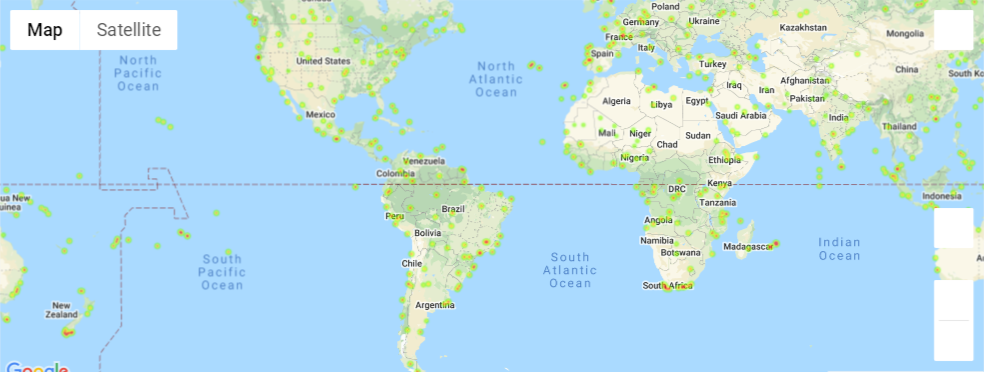 Map
Satellite
North
Pacific
Ocean
United States
Mexico
North
Atlantic
Ocean
Poland
Germany
Ukraine
France
Spain
Italy
Turkey
Kazakhstan
Mongolia
China
South Ko
Afghanistan
Iraq
Iran
Pakistan
Algeria
Libya
Egypt
Saudi Arabia
India
Thailand
Mali
Niger
Chad
Sudan
Nigeria
Ethiopia
Venezuela
Colombia
DRC
Kenya
Tanzania
Indonesia
ua New
uinea
Peru
Brazil
Bolivia
Angola
Namibia
Botswana
Madagascar
Indian
Ocean
South
Pacific
Ocean
Chile
South
Atlantic
Ocean
South Africa
Argentina
New
Zealand
Google